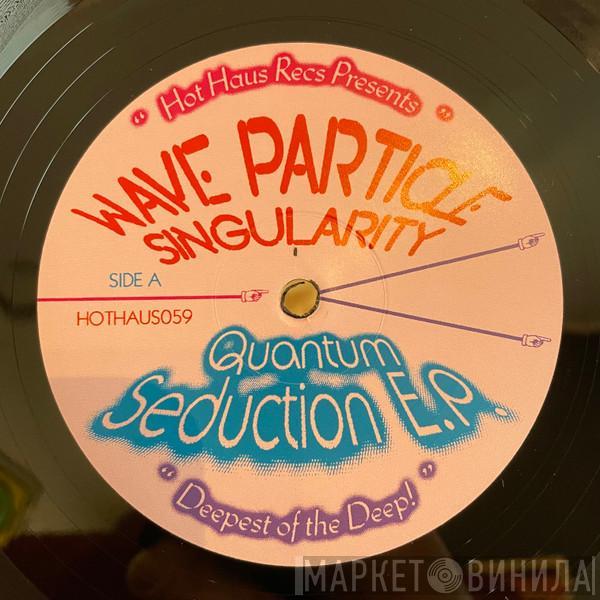 “ Hot Haus Recs Presents ”
WAVE PARTICLE
SINGULARITY
SIDE A
HOTHAUS059
Quantum
Seduction E.P.
“ Deepest of the Deep! ”
МАРКЕТ ВИНИЛА